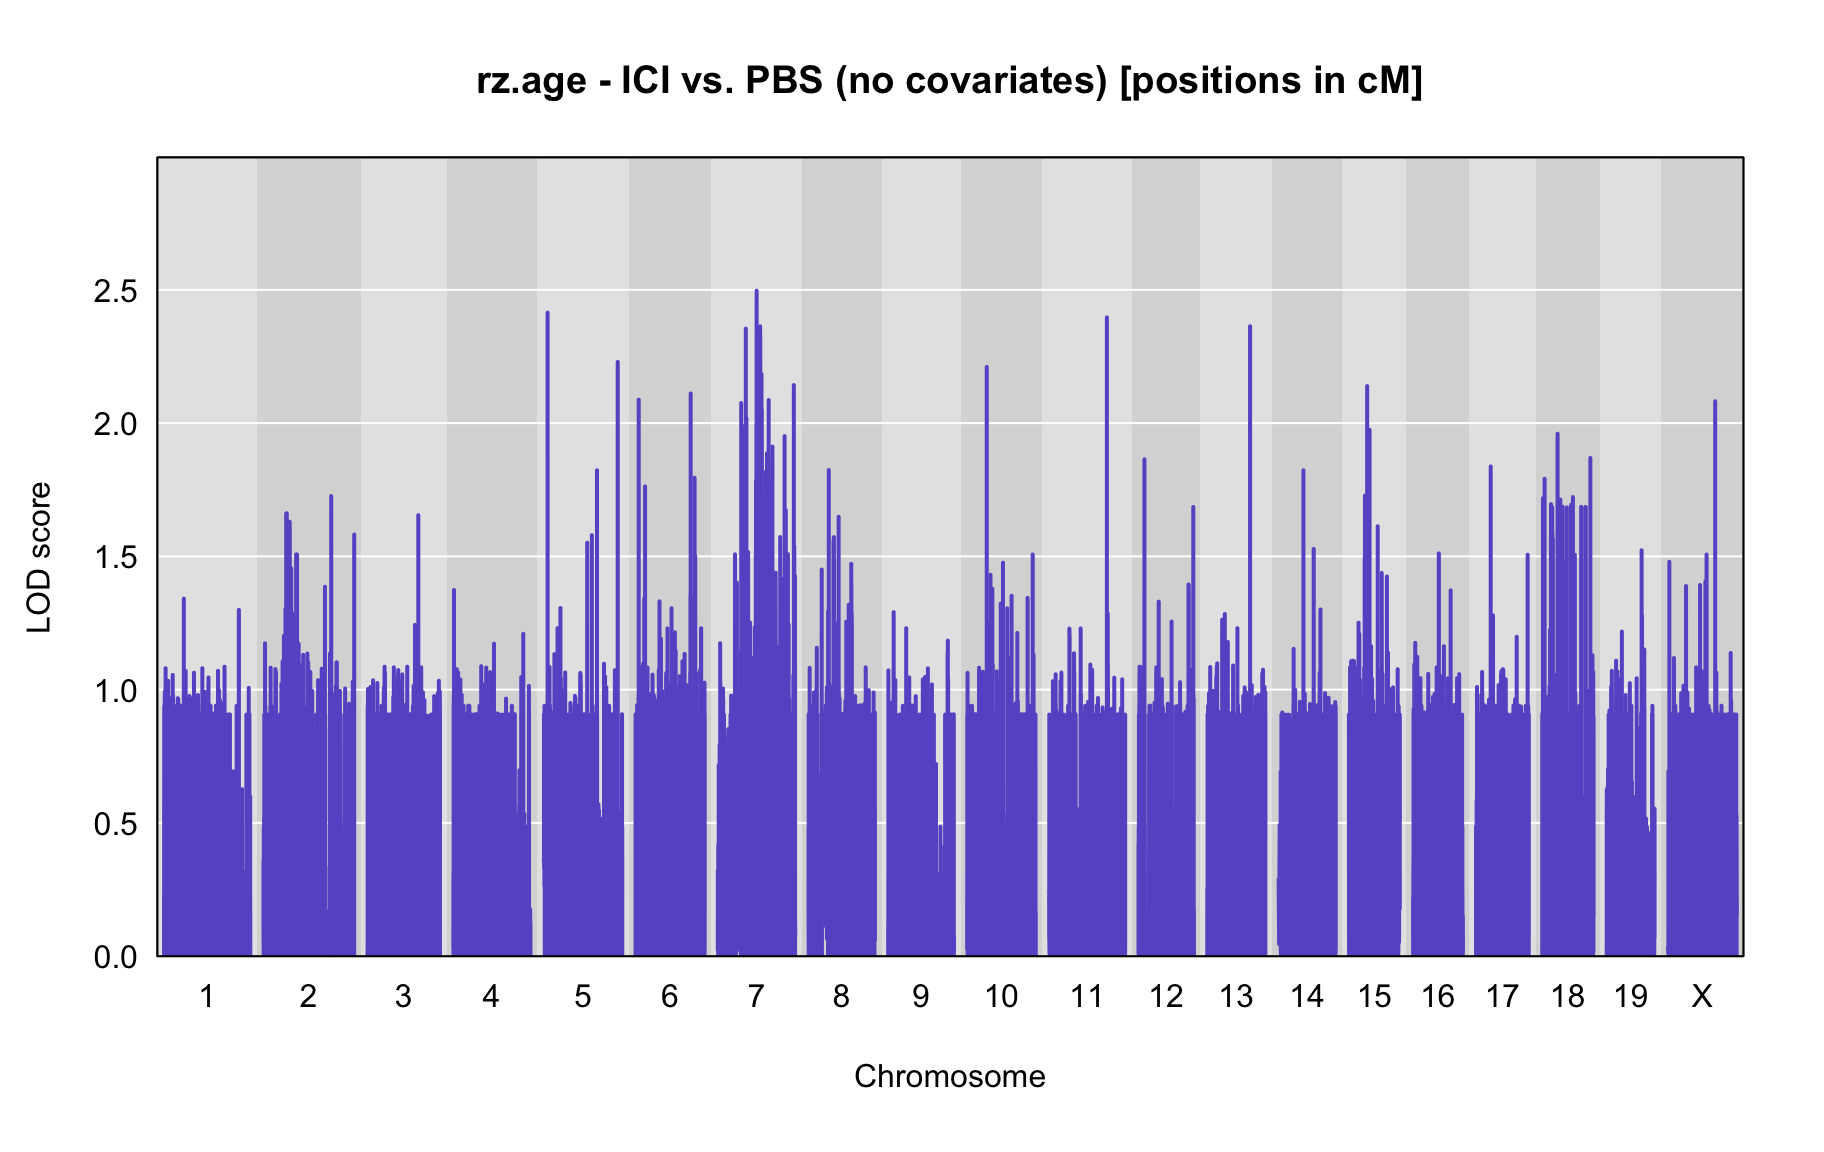 rz.age - ICI vs. PBS (no covariates) [positions in cM]
LOD score
2.5
2.0
1.5
1.0
0.5
0.0
1 2 3 4 5 6 7 8 9 10 11 12 13 14 15 16 17 18 19 X
Chromosome